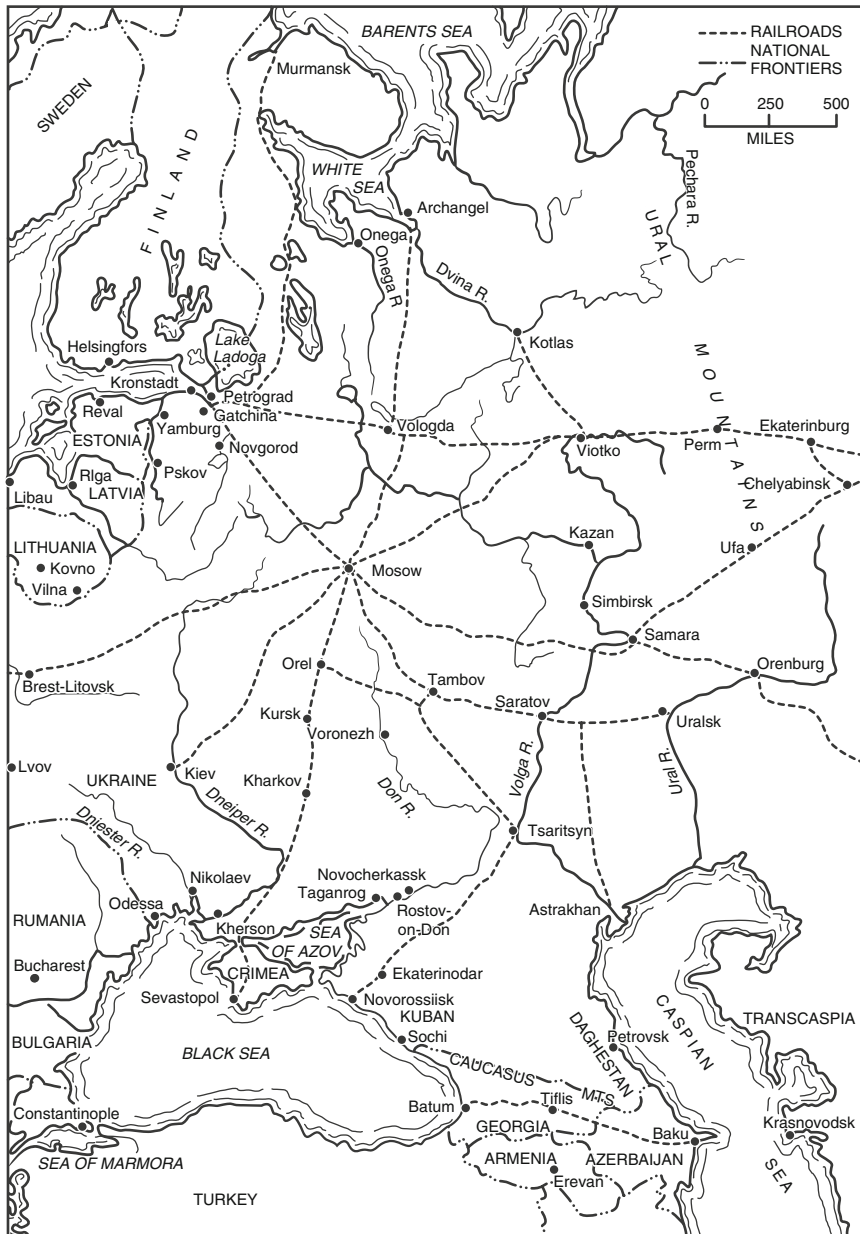 BARENTS SEA
RAILROADS
NATIONAL
FRONTIERS
0 250 500
MILES
Murmansk
SWEDEN
FINLAND
WHITE
SEA
Pechara R.
URAL
MOUNTAINS
Archangel
Onega
Onega R
Dvina R.
Kotlas
Lake
Ladoga
Helsingfors
Kronstadt
Petrograd
Reval
Gatchina
Yamburg
Vologda
Viotko
Perm
Ekaterinburg
ESTONIA
Novgorod
Pskov
RIga
LATVIA
Libau
Chelyabinsk
Kazan
Ufa
LITHUANIA
Kovno
Vilna
Mosow
Simbirsk
Samara
Brest-Litovsk
Orel
Tambov
Orenburg
Kursk
Saratov
Uralsk
Voronezh
Lvov
UKRAINE
Kiev
Kharkov
Don R.
Volga R.
Ural R.
Dneiper R.
Dniester R.
Tsaritsyn
Nikolaev
Novocherkassk
Taganrog
Odessa
Rostov-
on-Don
Astrakhan
RUMANIA
Kherson
SEA
OF AZOV
Bucharest
CRIMEA
Ekaterinodar
Sevastopol
Novorossiisk
KUBAN
CASPIAN
SEA
TRANSCASPIA
BULGARIA
BLACK SEA
Sochi
Petrovsk
DAGHESTAN
CAUCASUS
MTS
Constantinople
Batum
Tiflis
GEORGIA
Baku
Krasnovodsk
SEA OF MARMORA
ARMENIA
AZERBAIJAN
Erevan
TURKEY